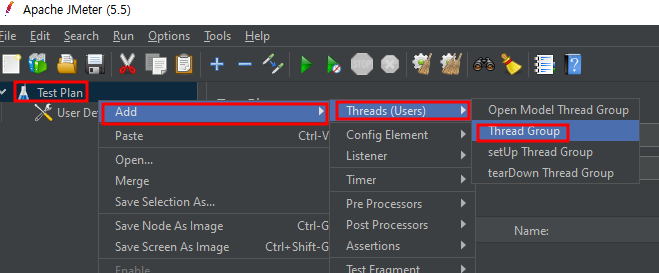 Apache JMeter (5.5)
File Edit Search Run Options Tools Help
Test Plan
User De
Add
Paste Ctrl-V
Open...
Merge
Save Selection As...
Save Node As Image Ctrl-G
Save Screen As Image Ctrl+Shift-G
Enable
Threads (Users)
Config Element
Listener
Timer
Pre Processors
Post Processors
Assertions
Test Fragment
Open Model Thread Group
Thread Group
setUp Thread Group
tearDown Thread Group
Name: